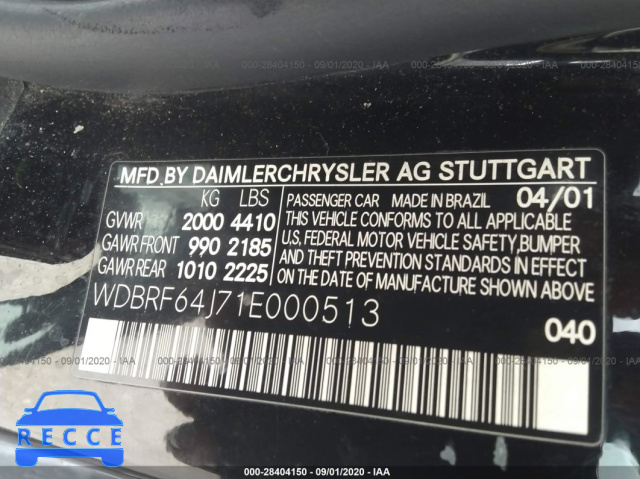 28404150 - 09/01/2020 - IAA
MFD.BY DAIMLERCHRYSLER AG STUTTGART
KG LBS
GVWR 2000 4410
GAWR FRONT 990 2185
GAWR REAR 1010 2225
PASSENGER CAR MADE IN BRAZIL 04/01
THIS VEHICLE CONFORMS TO ALL APPLICABLE
U.S. FEDERAL MOTOR VEHICLE SAFETY,BUMPER
AND THEFT PREVENTION STANDARDS IN EFFECT
ON THE DATE OF MANUFACTURE SHOWN ABOVE.
WDBRF64J71E000513
040
RECCE
000-28404150 - 09/01/2020 - IAA